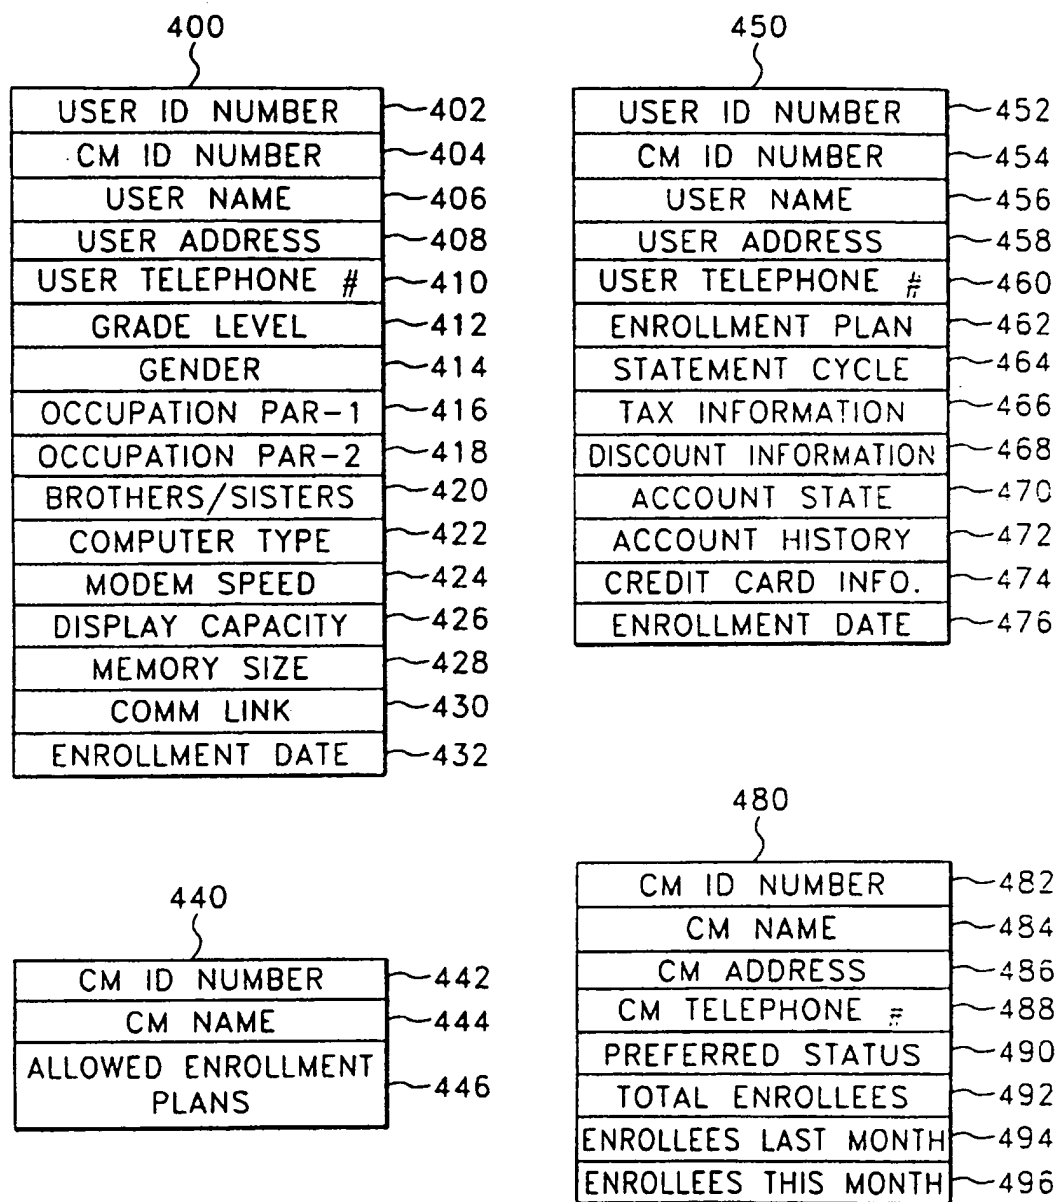 400
USER ID NUMBER 402
CM ID NUMBER 404
USER NAME 406
USER ADDRESS 408
USER TELEPHONE # 410
GRADE LEVEL 412
GENDER 414
OCCUPATION PAR-1 416
OCCUPATION PAR-2 418
BROTHERS/SISTERS 420
COMPUTER TYPE 422
MODEM SPEED 424
DISPLAY CAPACITY 426
MEMORY SIZE 428
COMM LINK 430
ENROLLMENT DATE 432
440
CM ID NUMBER 442
CM NAME 444
ALLOWED ENROLLMENT
PLANS 446
450
USER ID NUMBER 452
CM ID NUMBER 454
USER NAME 456
USER ADDRESS 458
USER TELEPHONE # 460
ENROLLMENT PLAN 462
STATEMENT CYCLE 464
TAX INFORMATION 466
DISCOUNT INFORMATION 468
ACCOUNT STATE 470
ACCOUNT HISTORY 472
CREDIT CARD INFO. 474
ENROLLMENT DATE 476
480
CM ID NUMBER 482
CM NAME 484
CM ADDRESS 486
CM TELEPHONE # 488
PREFERRED STATUS 490
TOTAL ENROLLEES 492
ENROLLEES LAST MONTH 494
ENROLLEES THIS MONTH 496